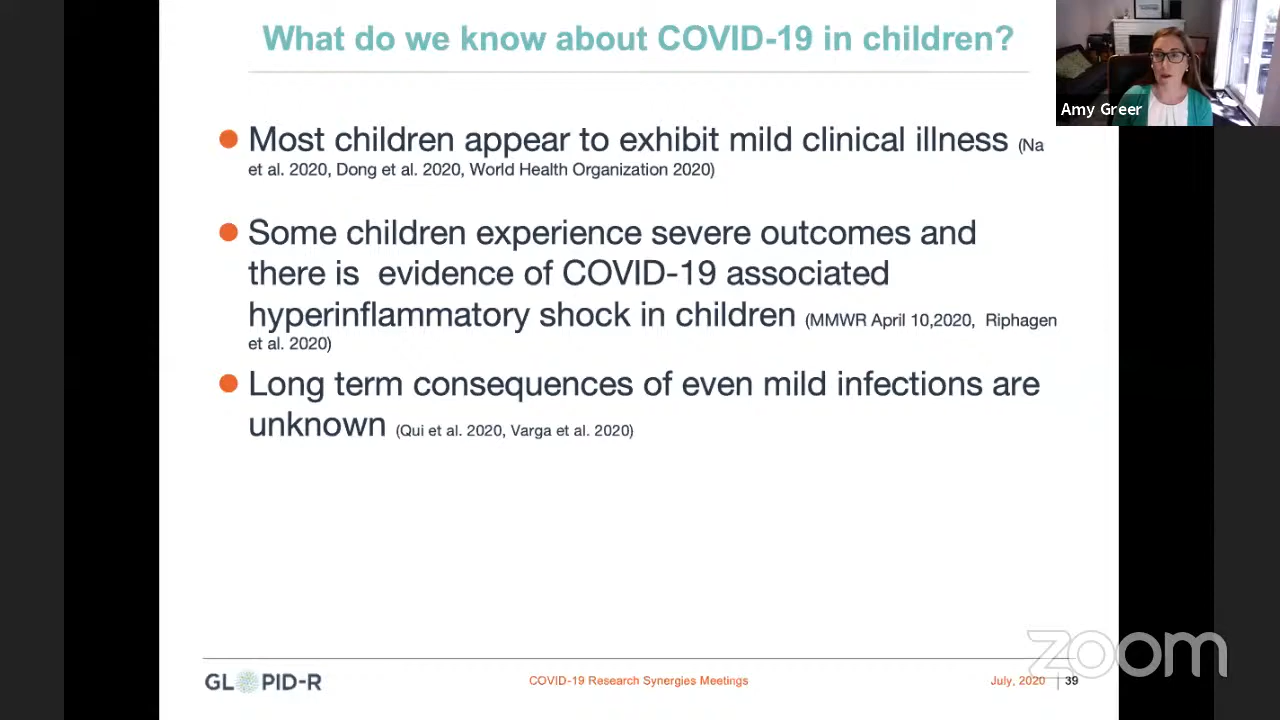 What do we know about COVID-19 in children?
Amy Greer
Most children appear to exhibit mild clinical illness (Na
et al. 2020, Dong et al. 2020, World Health Organization 2020)
Some children experience severe outcomes and
there is evidence of COVID-19 associated
hyperinflammatory shock in children (MMWR April 10,2020, Riphagen
et al. 2020)
Long term consequences of even mild infections are
unknown (Qui et al. 2020, Varga et al. 2020)
zoom
GLOPID-R
COVID-19 Research Synergies Meetings
July, 2020 39